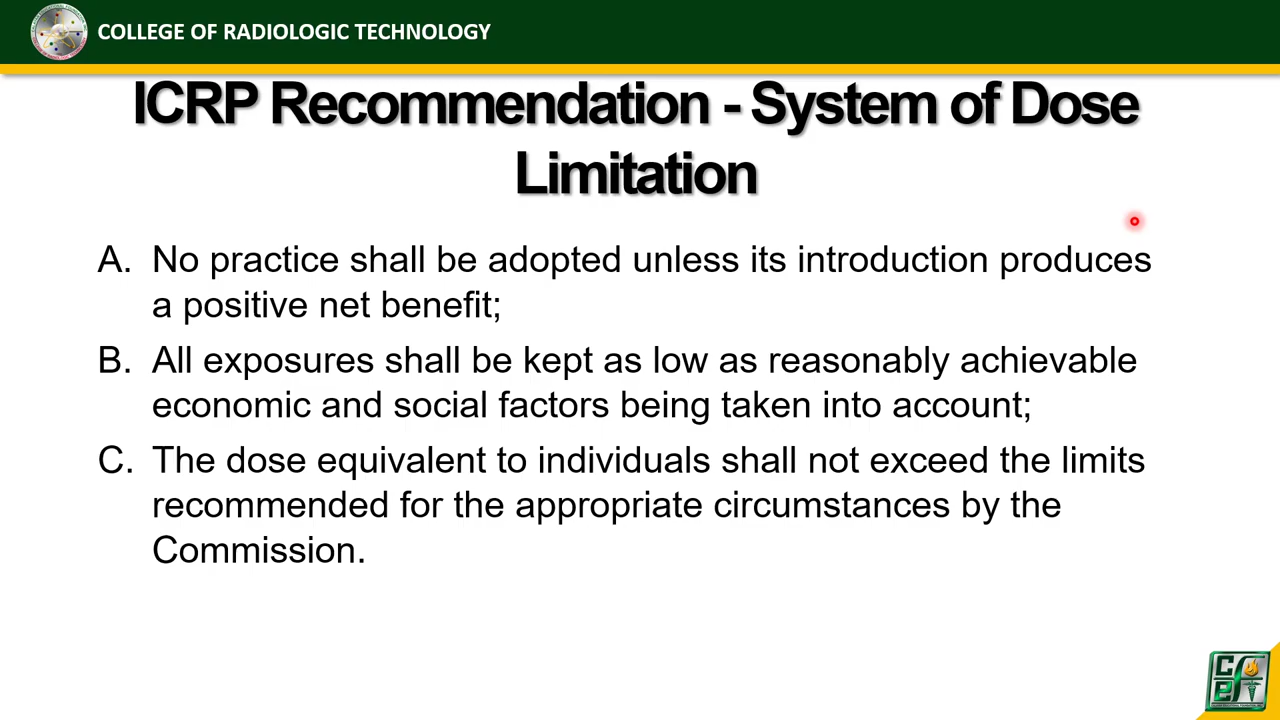 COLLEGE OF RADIOLOGIC TECHNOLOGY
ICRP Recommendation - System of Dose
Limitation
A. No practice shall be adopted unless its introduction produces
a positive net benefit;
B. All exposures shall be kept as low as reasonably achievable
economic and social factors being taken into account;
C. The dose equivalent to individuals shall not exceed the limits
recommended for the appropriate circumstances by the
Commission.